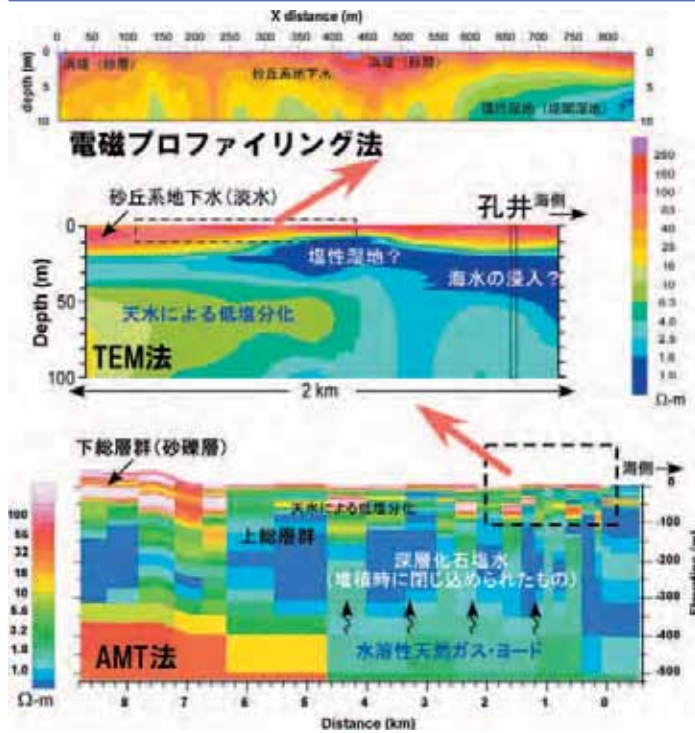 X distance (m)
0 50 100 150 200 250 300 350 400 450 500 550 600 650 700 750 800
depth (m)
0
5
10
0
5
10
砂丘系地下水
電磁プロファイリング法
砂丘系地下水(淡水)
孔井
海側
250
160
100
63
40
25
16
10
6.3
4.0
2.5
1.6
1.0
Ω-m
Depth (m)
0
50
100
塩性湿地?
海水の浸入?
天水による低塩分化
TEM法
2 km
下総層群(砂礫層)
海側
天水による低塩分化
上総層群
深層化石塩水
(堆積時に閉じ込められたもの)
水溶性天然ガス・ヨード
AMT法
100
56
32
18
10
5.6
3.2
1.8
1.0
Ω-m
0
-100
-200
-300
-400
-500
8 7 6 5 4 3 2 1 0
Distance (km)